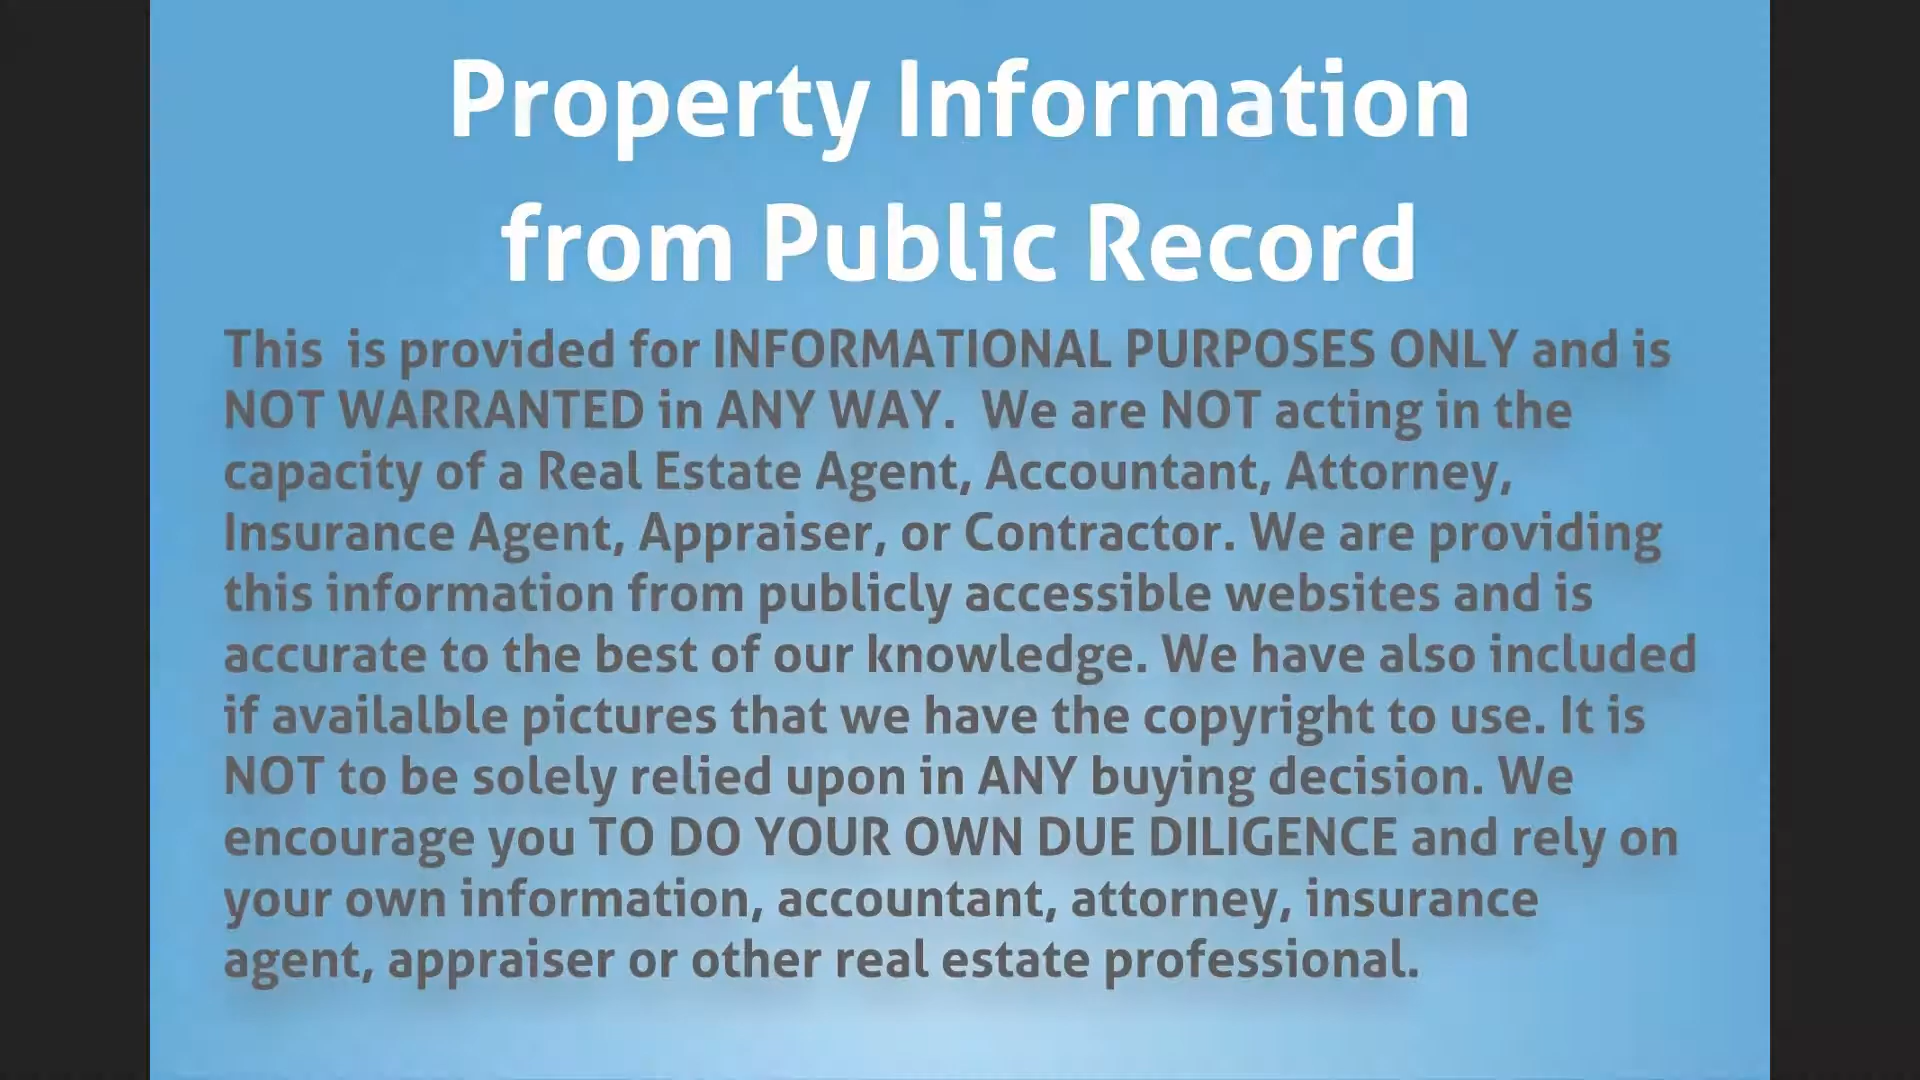 Property Information
from Public Record
This  is provided for INFORMATIONAL PURPOSES ONLY and is
NOT WARRANTED in ANY WAY.  We are NOT acting in the
capacity of a Real Estate Agent, Accountant, Attorney,
Insurance Agent, Appraiser, or Contractor. We are providing
this information from publicly accessible websites and is
accurate to the best of our knowledge. We have also included
if availalble pictures that we have the copyright to use. It is
NOT to be solely relied upon in ANY buying decision. We
encourage you TO DO YOUR OWN DUE DILIGENCE and rely on
your own information, accountant, attorney, insurance
agent, appraiser or other real estate professional.